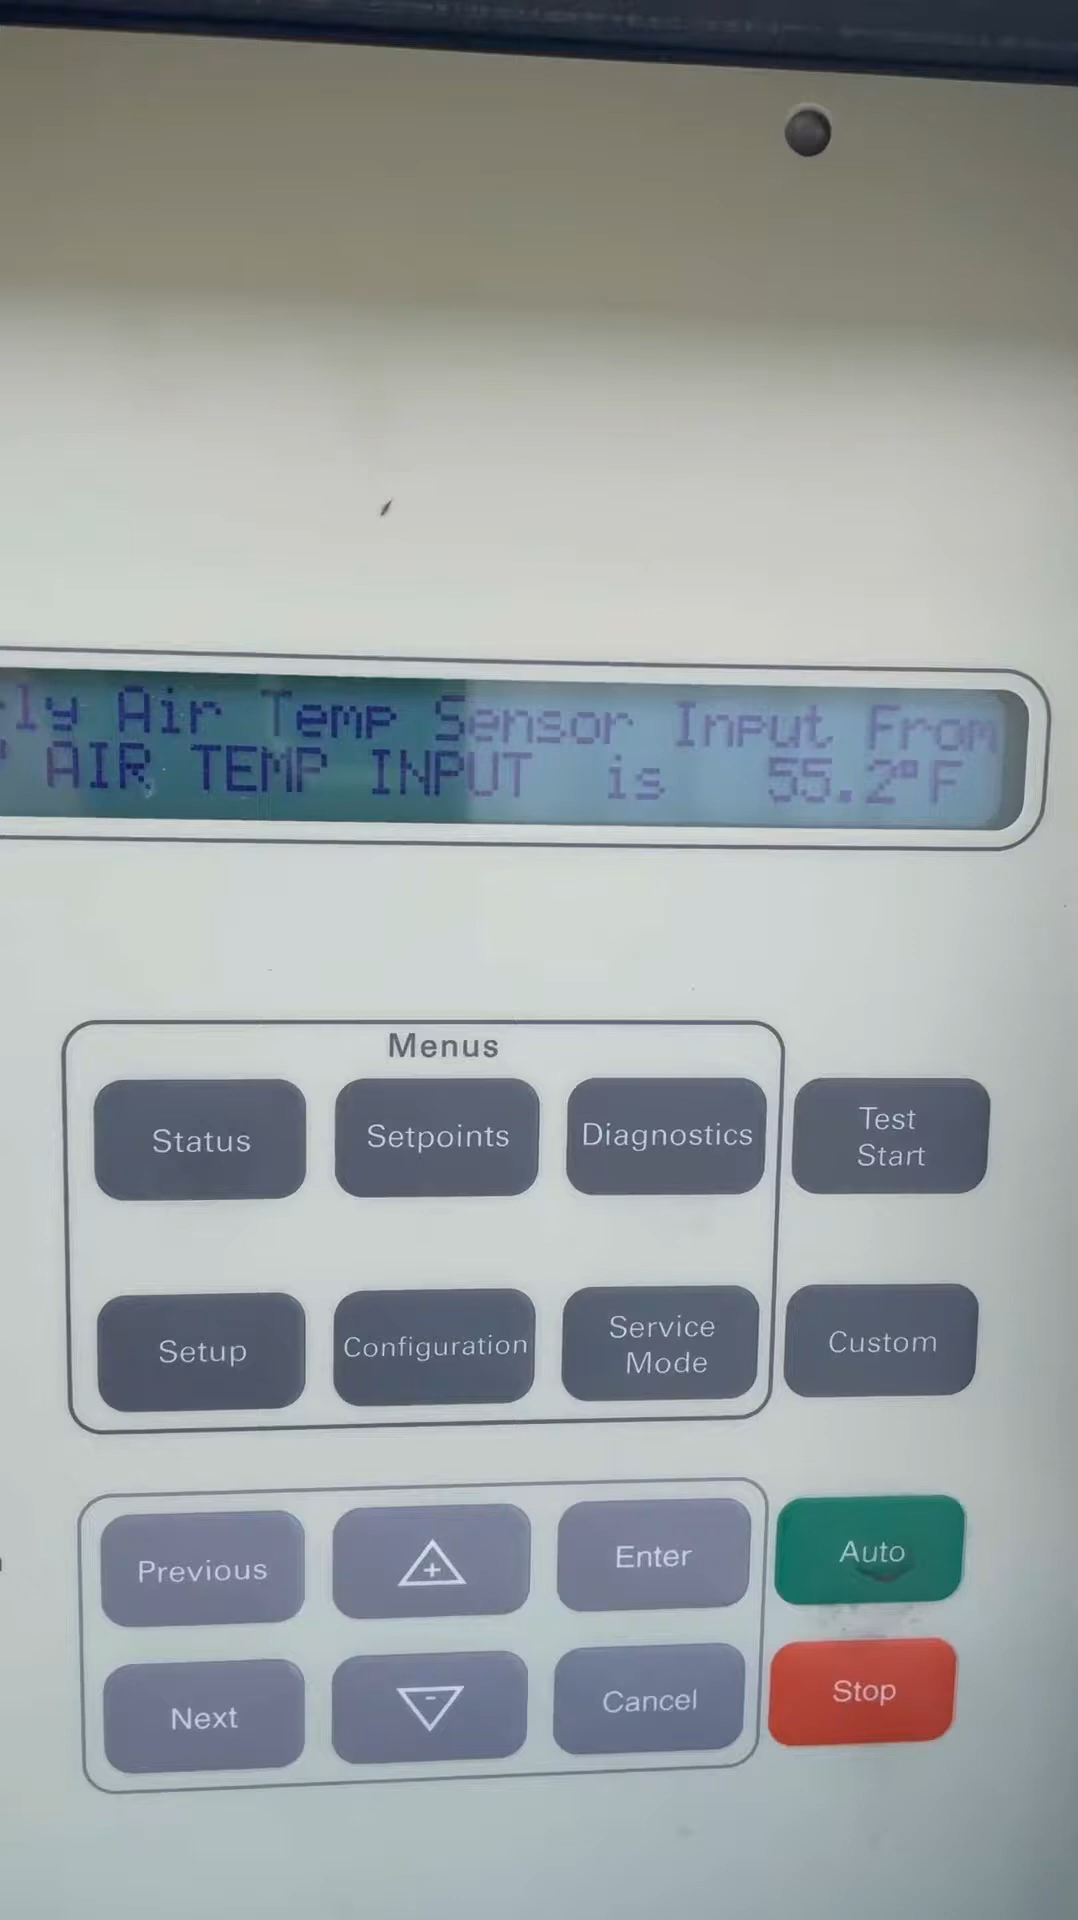 ly Air Temp Sensor Input From
AIR TEMP INPUT is 55.2°F
Menus
Status
Setpoints
Diagnostics
Test
Start
Setup
Configuration
Service
Mode
Custom
Previous
+
Enter
Auto
Next
-
Cancel
Stop